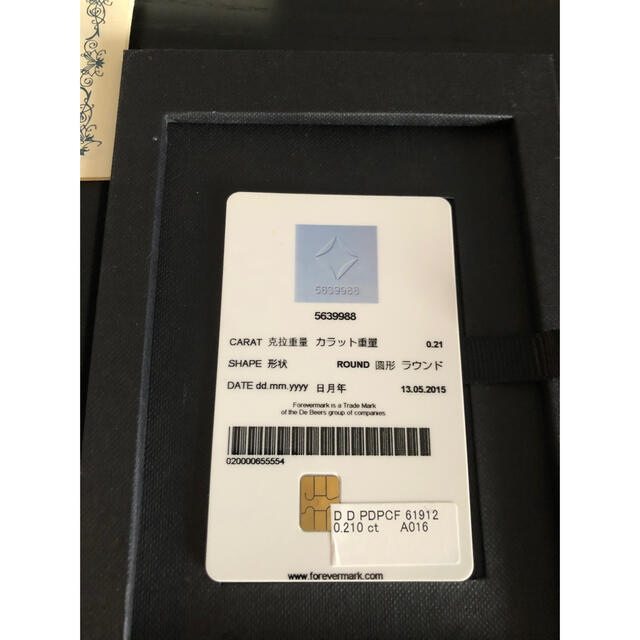 5639988
5639988
CARAT 克拉重量 カラット重量 0.21
SHAPE 形状 ROUND 圆形 ラウンド
DATE dd.mm.yyyy 日月年 13.05.2015
Forevermark is a Trade Mark
of the De Beers group of companies.
020000655554
D D PDPCF 61912
0.210 ct A016
www.forevermark.com